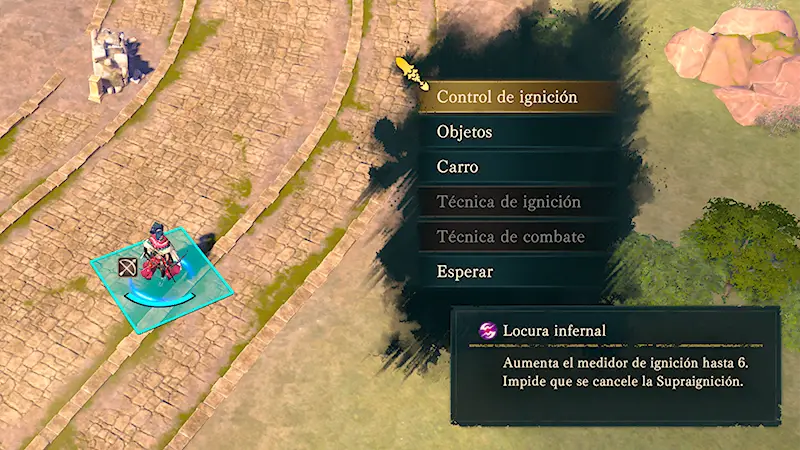 Control de ignición
Objetos
Carro
Técnica de ignición
Técnica de combate
Esperar
Locura infernal
Aumenta el medidor de ignición hasta 6.
Impide que se cancele la Supraignición.